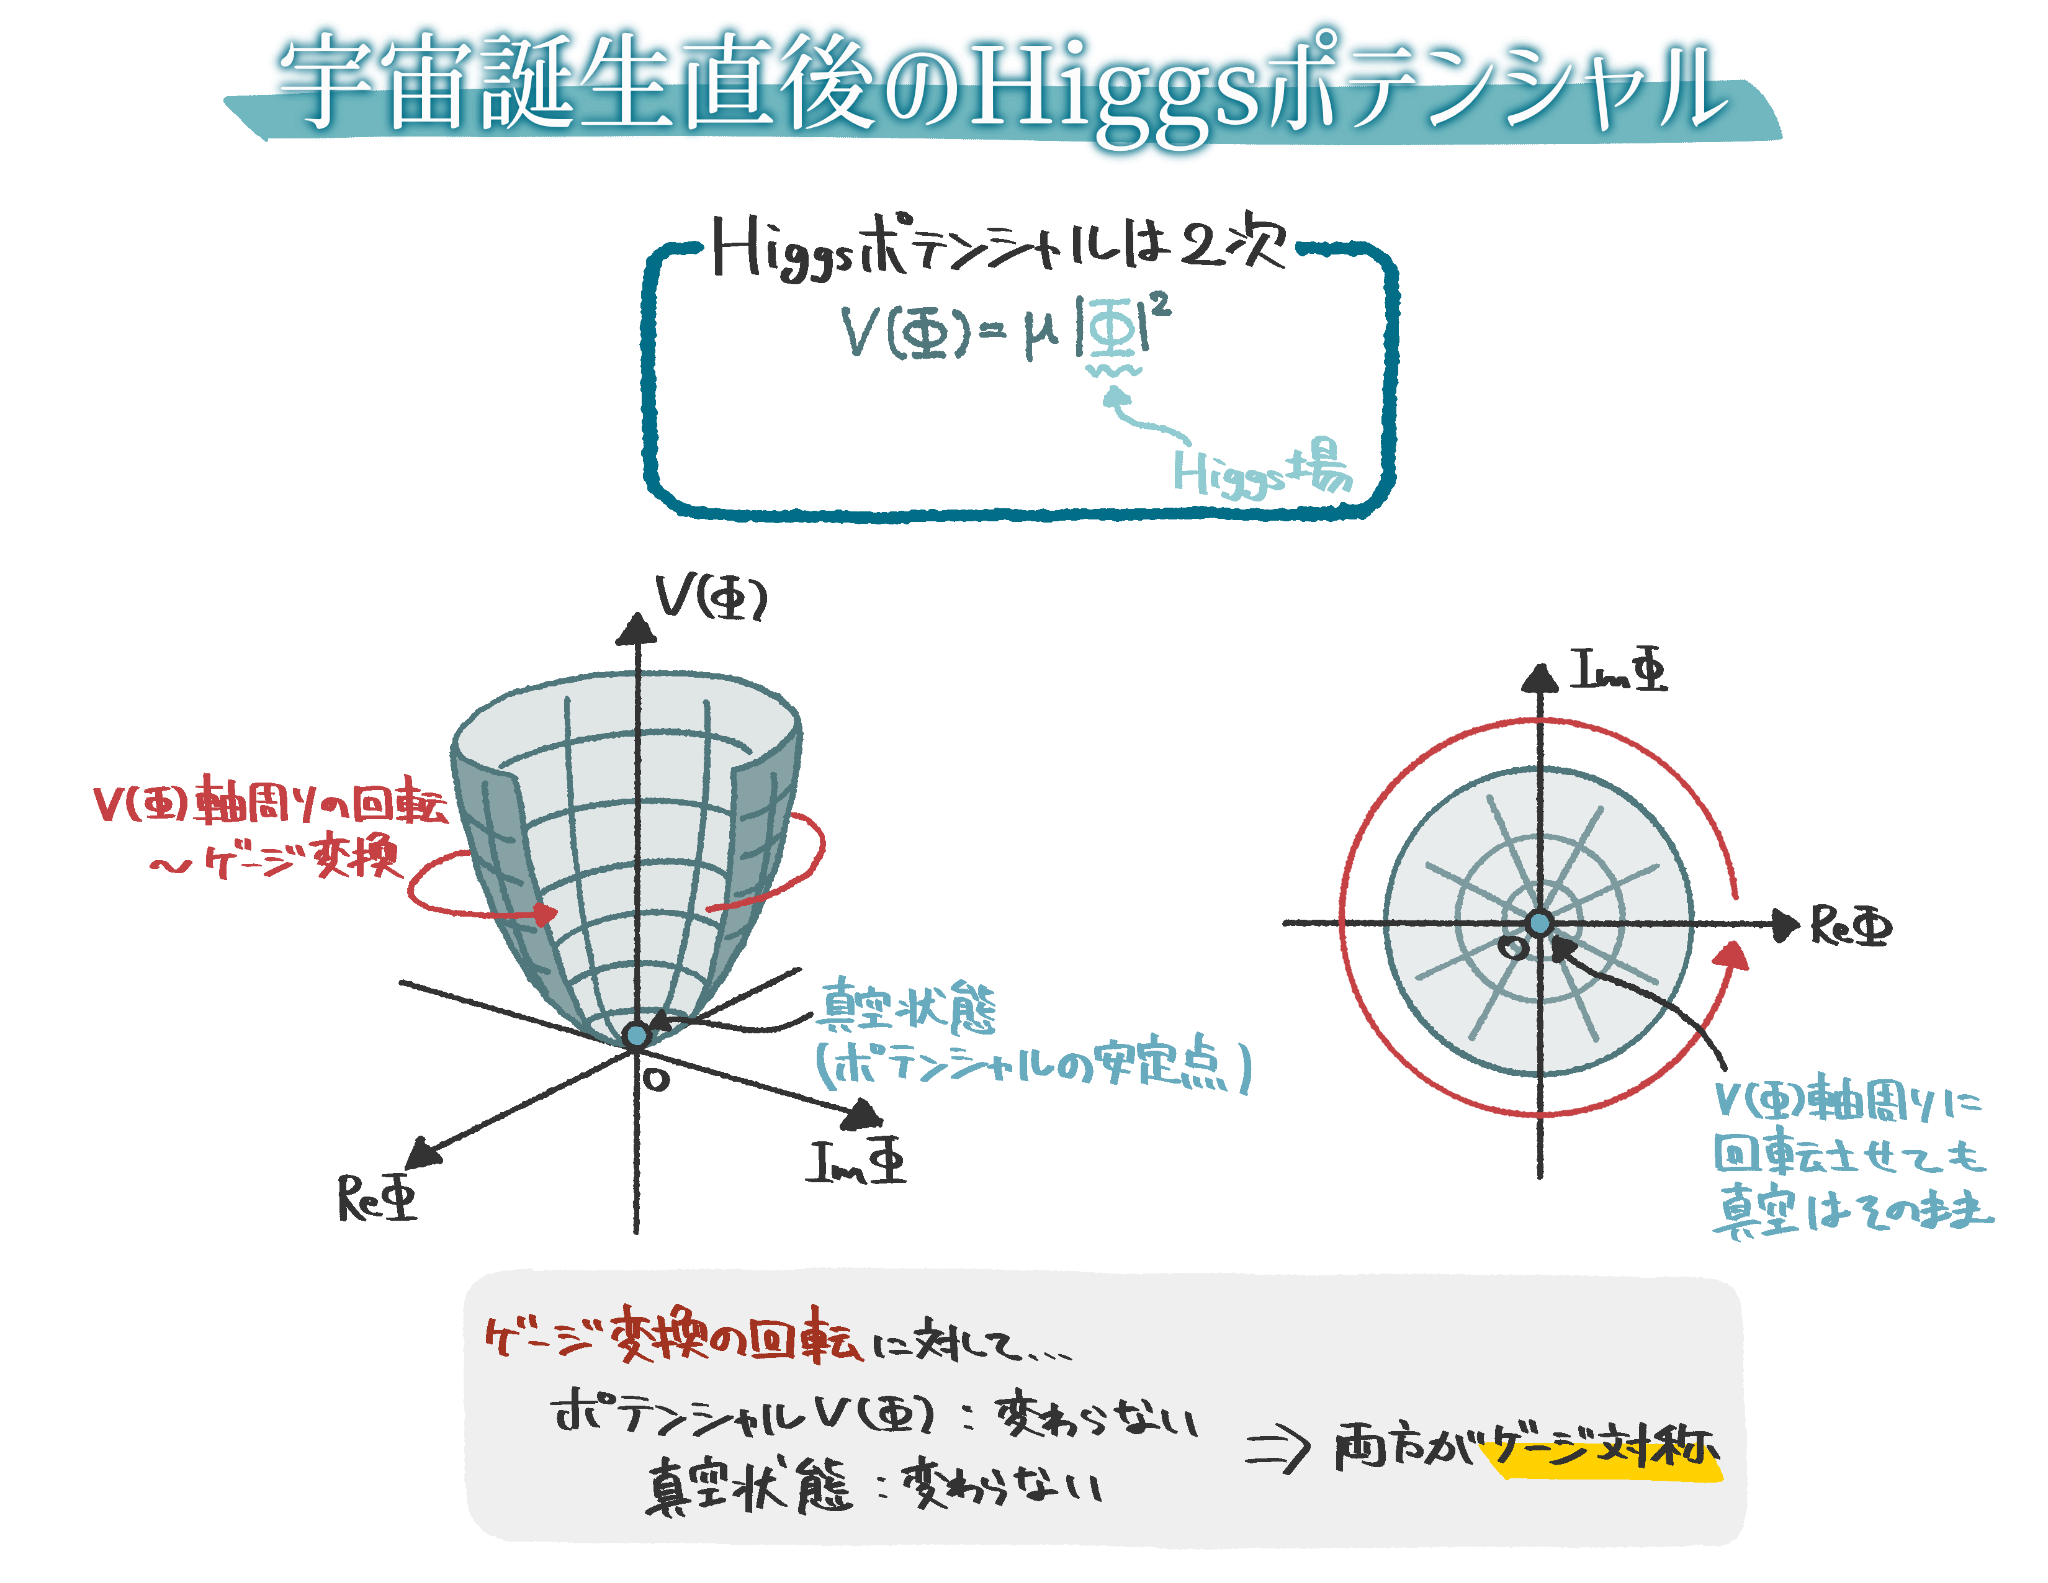 宇宙誕生直後のHiggsポテンシャル
Higgsポテンシャルは2次
V(Φ)=μ|Φ|²
Higgs場
V(Φ)
V(Φ)軸周りの回転
～ゲージ変換
真空状態
(ポテンシャルの安定点)
O
ImΦ
ReΦ
ImΦ
ReΦ
O
V(Φ)軸周りに
回転させても
真空はそのまま
ゲージ変換の回転に対して...
ポテンシャルV(Φ):変わらない
真空状態:変わらない
⇒両方がゲージ対称